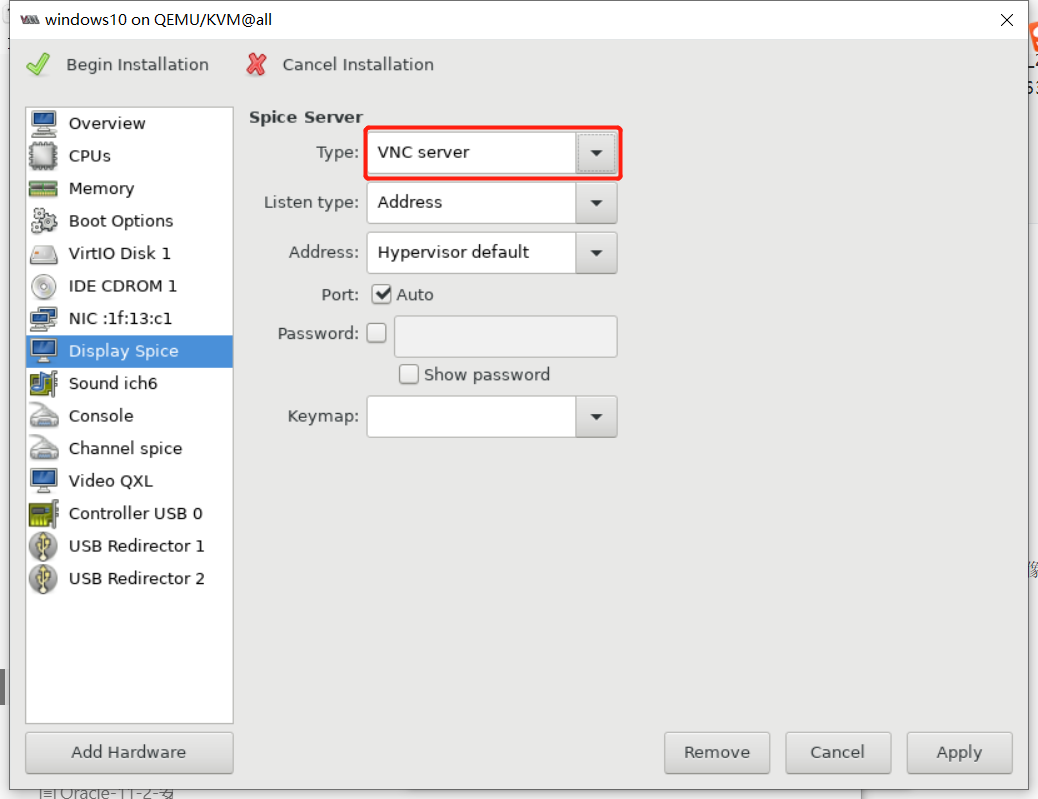 windows10 on QEMU/KVM@all
Begin Installation
Cancel Installation
Overview
CPUs
Memory
Boot Options
VirtIO Disk 1
IDE CDROM 1
NIC :1f:13:c1
Display Spice
Sound ich6
Console
Channel spice
Video QXL
Controller USB 0
USB Redirector 1
USB Redirector 2
Add Hardware
Spice Server
Type: VNC server
Listen type: Address
Address: Hypervisor default
Port: Auto
Password:
Show password
Keymap:
Remove
Cancel
Apply